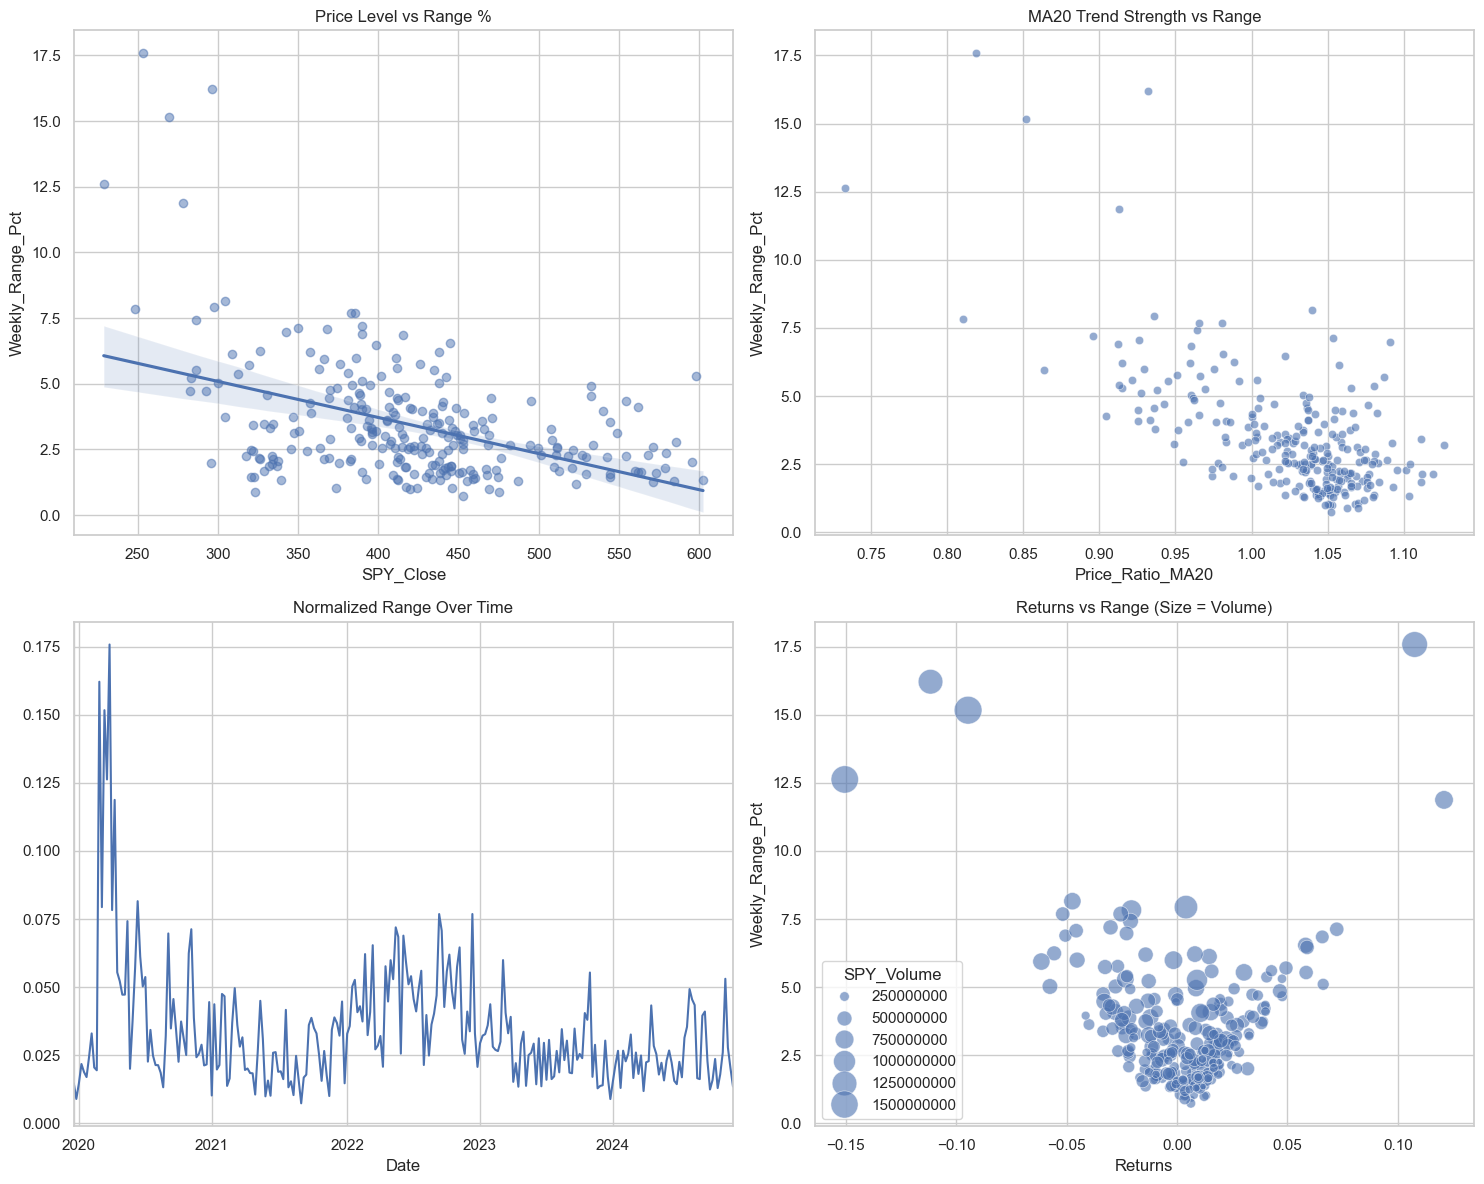 Price Level vs Range %
17.5
15.0
12.5
10.0
7.5
5.0
2.5
0.0
Weekly_Range_Pct
250 300 350 400 450 500 550 600
SPY_Close
MA20 Trend Strength vs Range
17.5
15.0
12.5
10.0
7.5
5.0
2.5
0.0
Weekly_Range_Pct
0.75 0.80 0.85 0.90 0.95 1.00 1.05 1.10
Price_Ratio_MA20
Normalized Range Over Time
0.175
0.150
0.125
0.100
0.075
0.050
0.025
0.000
2020 2021 2022 2023 2024
Date
Returns vs Range (Size = Volume)
17.5
15.0
12.5
10.0
7.5
5.0
2.5
0.0
Weekly_Range_Pct
SPY_Volume
250000000
500000000
750000000
1000000000
1250000000
1500000000
−0.15 −0.10 −0.05 0.00 0.05 0.10
Returns